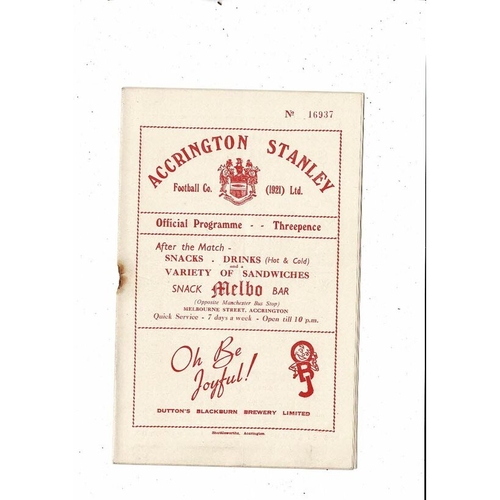 Nº 16937
ACCRINGTON STANLEY
Football Co. (1921) Ltd.
Official Programme - - Threepence
After the Match -
SNACKS . DRINKS (Hot & Cold)
and a
VARIETY OF SANDWICHES
SNACK Melbo BAR
(Opposite Manchester Bus Stop)
MELBOURNE STREET, ACCRINGTON
Quick Service - 7 days a week - Open till 10 p.m.
Oh Be
Joyful!
OBJ
DUTTON'S BLACKBURN BREWERY LIMITED
Shuttleworths, Accrington.